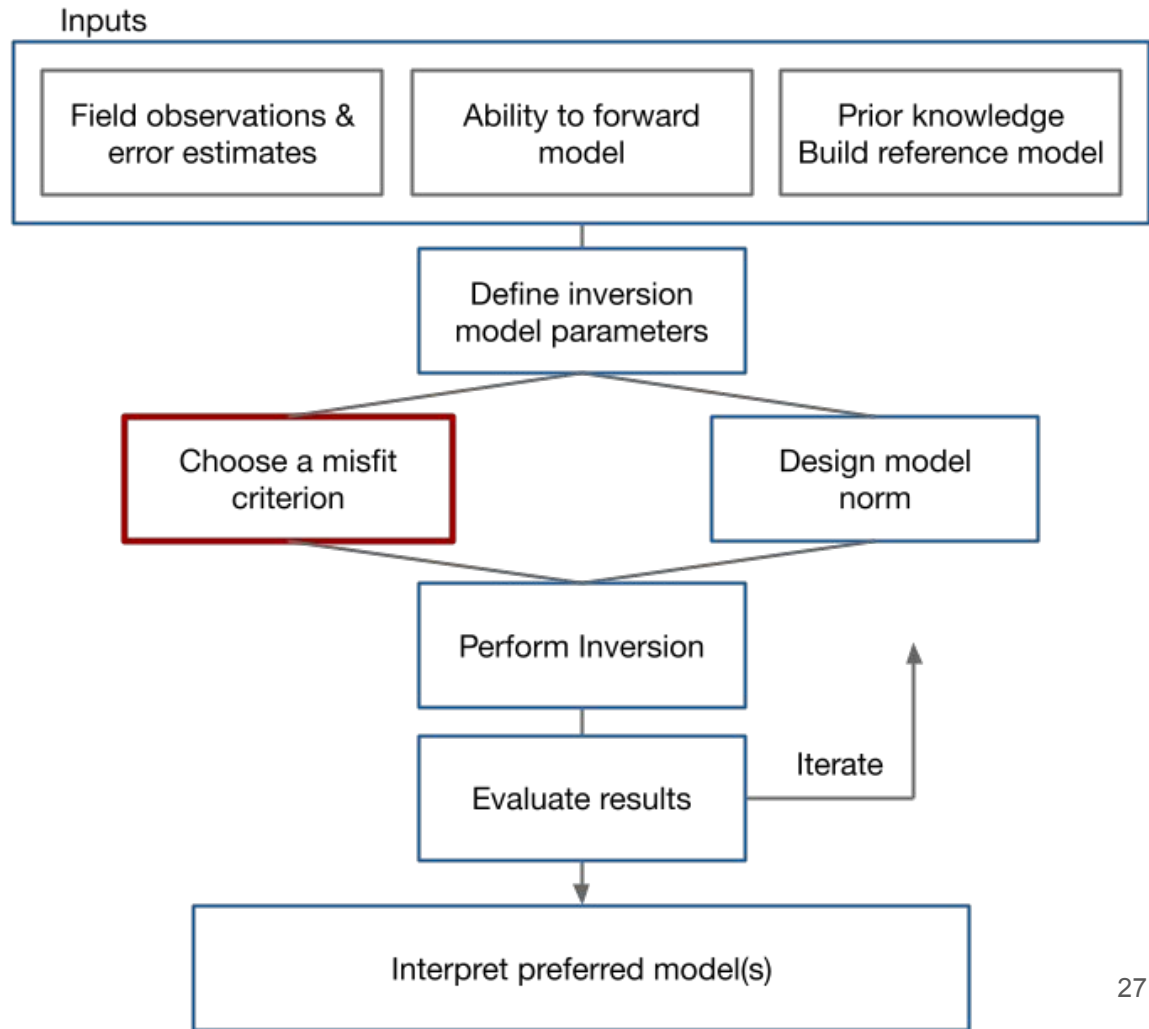 Inputs
Field observations &
error estimates
Ability to forward
model
Prior knowledge
Build reference model
Define inversion
model parameters
Choose a misfit
criterion
Design model
norm
Perform Inversion
Evaluate results
Iterate
Interpret preferred model(s)
27